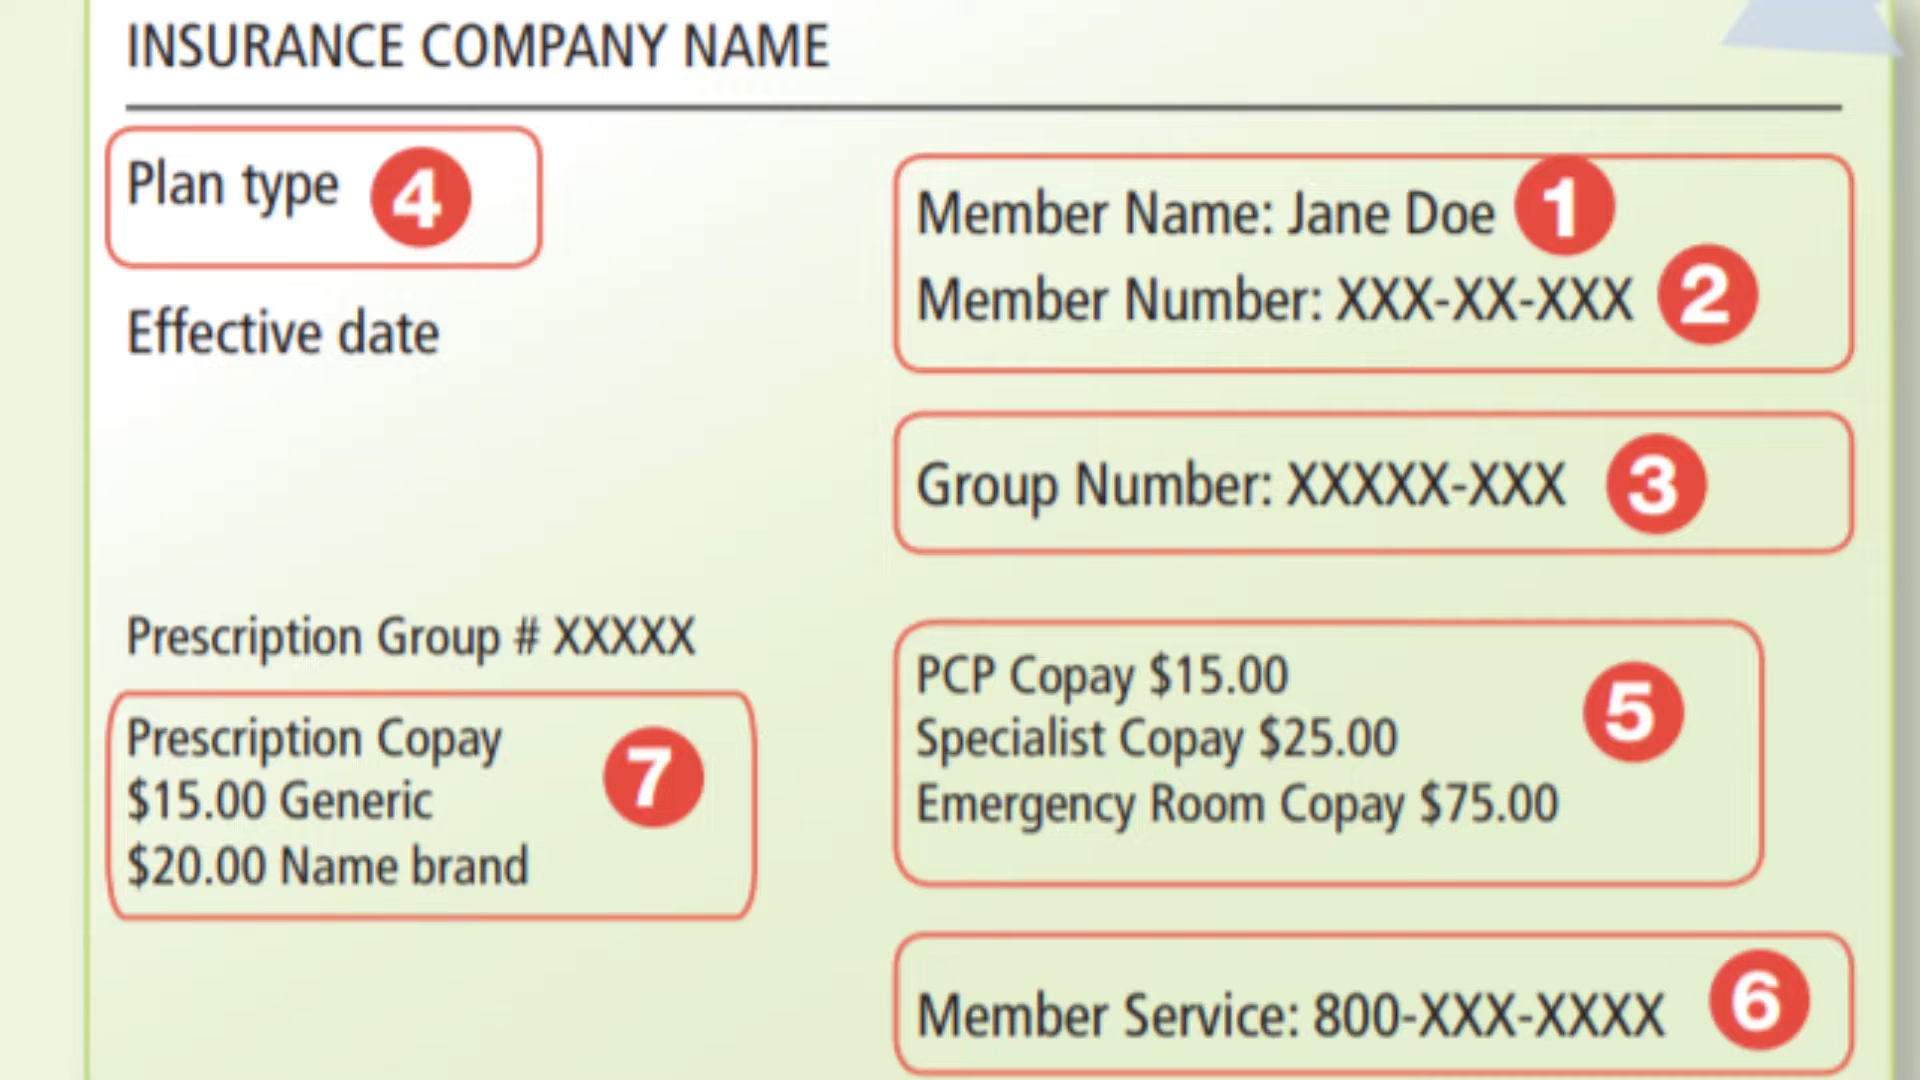 INSURANCE COMPANY NAME
Plan type 4
Effective date
Member Name: Jane Doe 1
Member Number: XXX-XX-XXX 2
Group Number: XXXXX-XXX 3
Prescription Group # XXXXX
Prescription Copay
$15.00 Generic
$20.00 Name brand
7
PCP Copay $15.00
Specialist Copay $25.00
Emergency Room Copay $75.00
5
Member Service: 800-XXX-XXXX 6